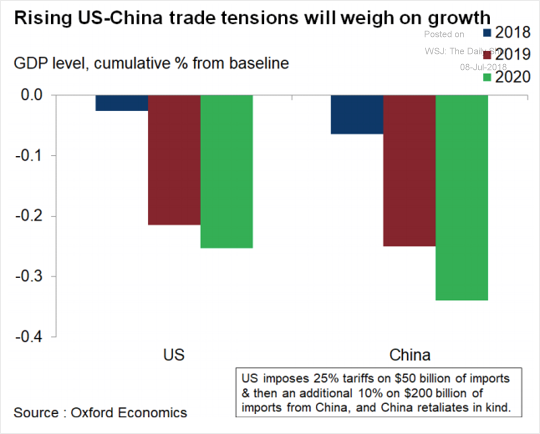 Rising US-China trade tensions will weigh on growth
Posted on
WSJ: The Daily
08-Jul-2018
2018
2019
2020
GDP level, cumulative % from baseline
0.0
-0.1
-0.2
-0.3
-0.4
US
China
US imposes 25% tariffs on $50 billion of imports
& then an additional 10% on $200 billion of
imports from China, and China retaliates in kind.
Source : Oxford Economics